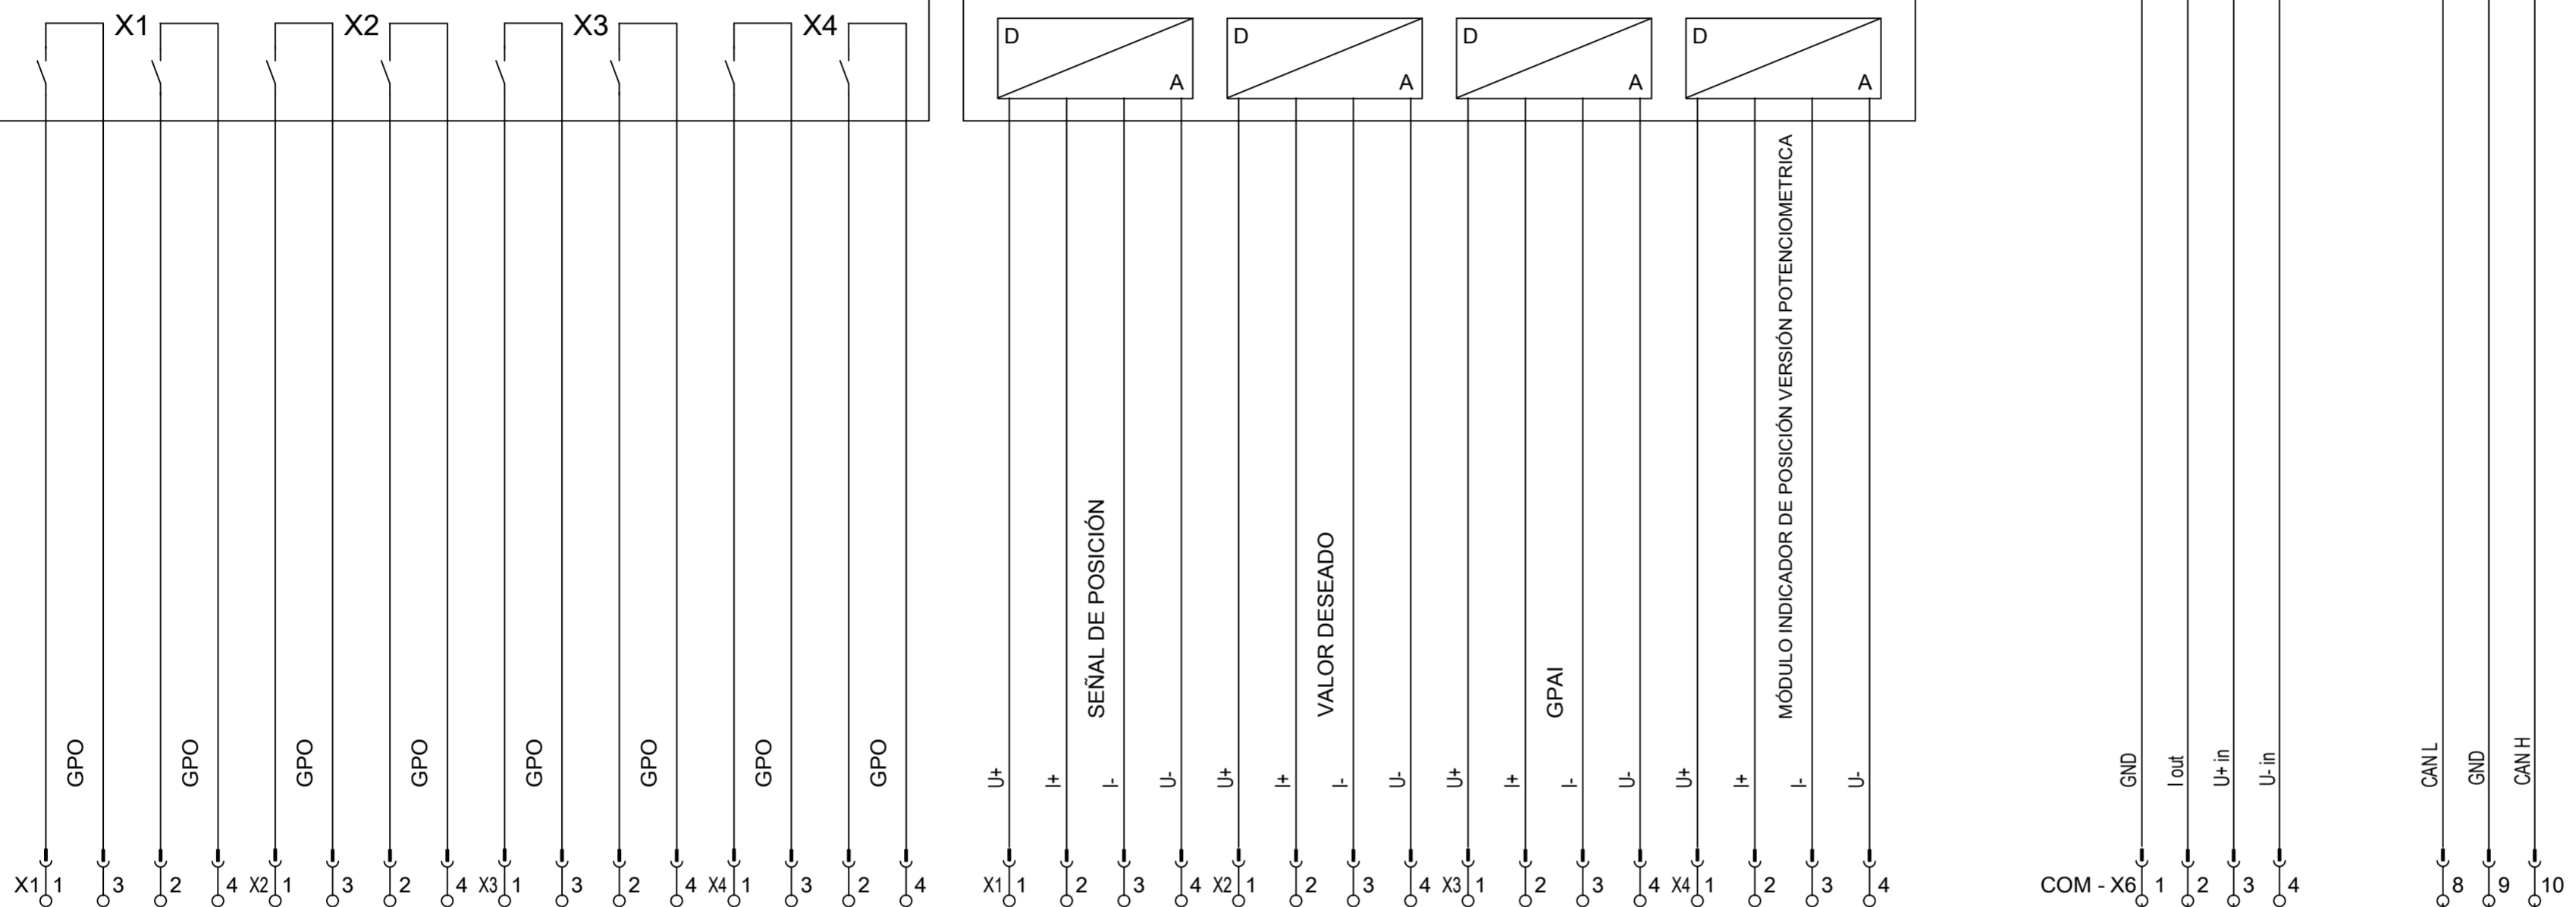 X1 X2 X3 X4
D A D A D A D A
SEÑAL DE POSICIÓN
VALOR DESEADO
GPAI
MÓDULO INDICADOR DE POSICIÓN VERSIÓN POTENCIOMETRICA
GPO GPO GPO GPO GPO GPO GPO GPO
U+ I+ I- U- U+ I+ I- U- U+ I+ I- U- U+ I+ I- U-
GND I out U+ in U- in CAN L GND CAN H
X1 1 3 2 4 X2 1 3 2 4 X3 1 3 2 4 X4 1 3 2 4
X1 1 2 3 4 X2 1 2 3 4 X3 1 2 3 4 X4 1 2 3 4
COM - X6 1 2 3 4 8 9 10